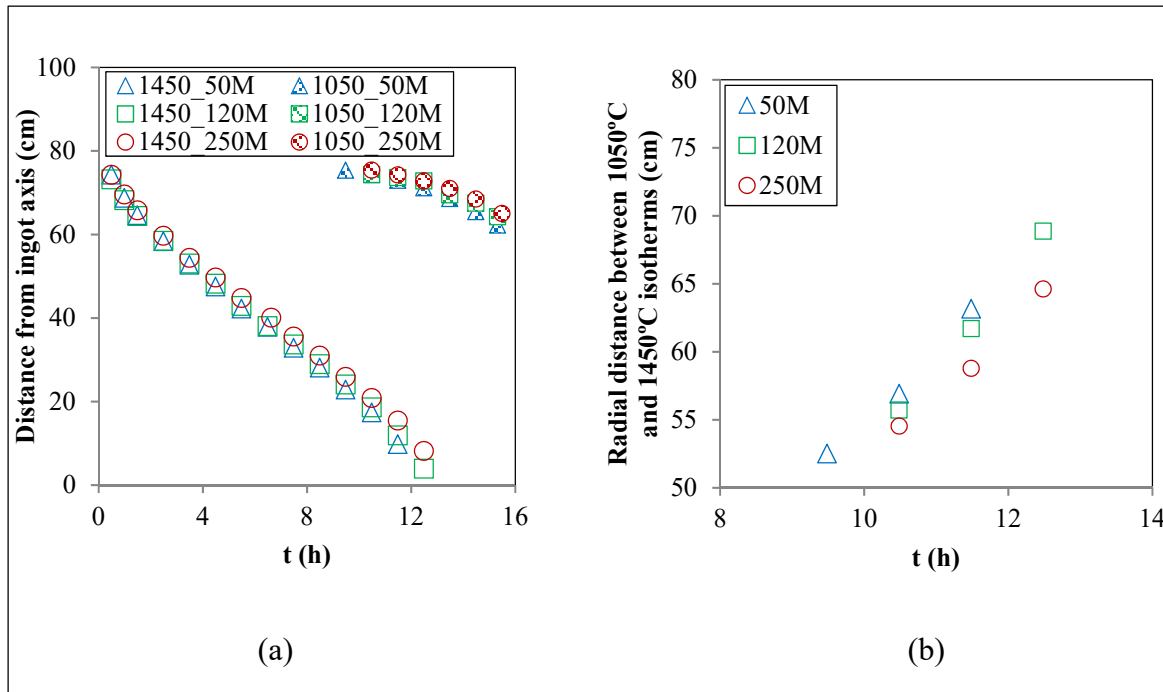 100
80
60
40
20
0
Distance from ingot axis (cm)
1450_50M 1050_50M
1450_120M 1050_120M
1450_250M 1050_250M
0 4 8 12 16
t (h)
(a)
80
75
70
65
60
55
50
Radial distance between 1050ºC
and 1450ºC isotherms (cm)
50M
120M
250M
8 10 12 14
t (h)
(b)